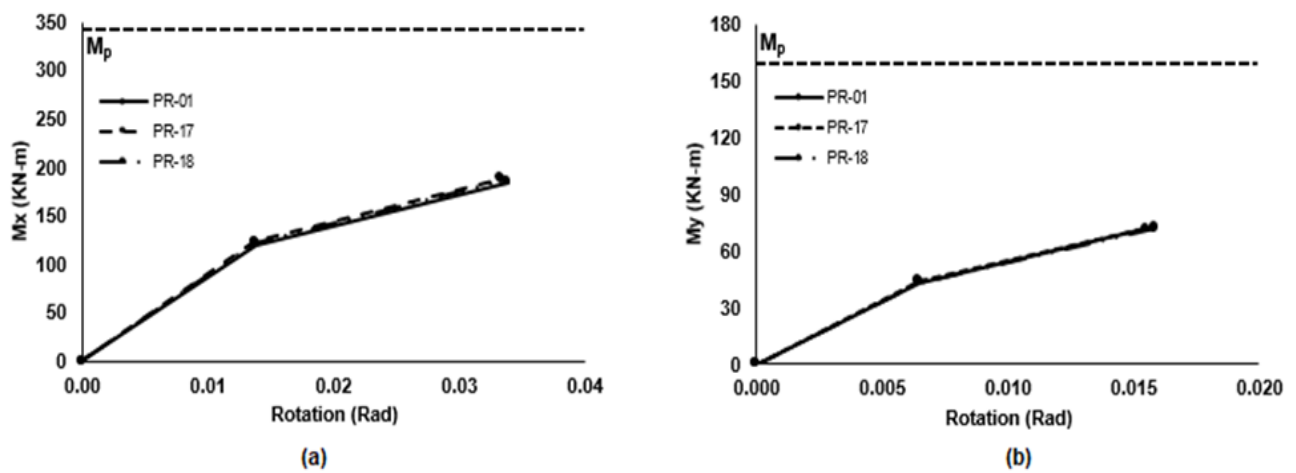 350
300
250
200
150
100
50
0
Mx (KN-m)
Mp
PR-01
PR-17
PR-18
0.00 0.01 0.02 0.03 0.04
Rotation (Rad)
(a)
180
150
120
90
60
30
0
My (KN-m)
Mp
PR-01
PR-17
PR-18
0.000 0.005 0.010 0.015 0.020
Rotation (Rad)
(b)